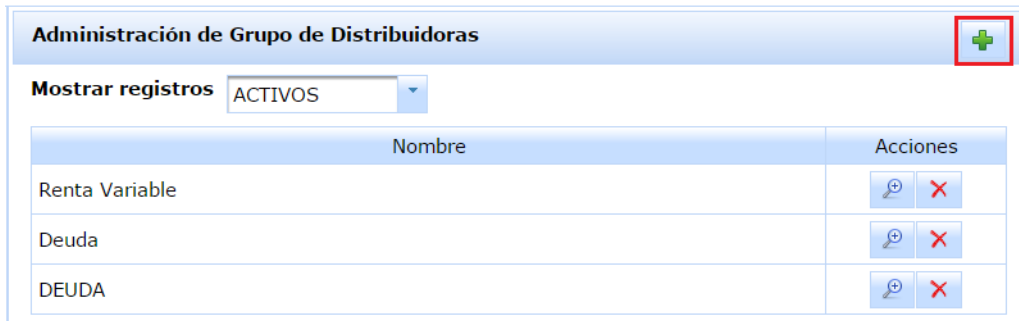 Administración de Grupo de Distribuidoras
Mostrar registros ACTIVOS
Nombre Acciones
Renta Variable
Deuda
DEUDA